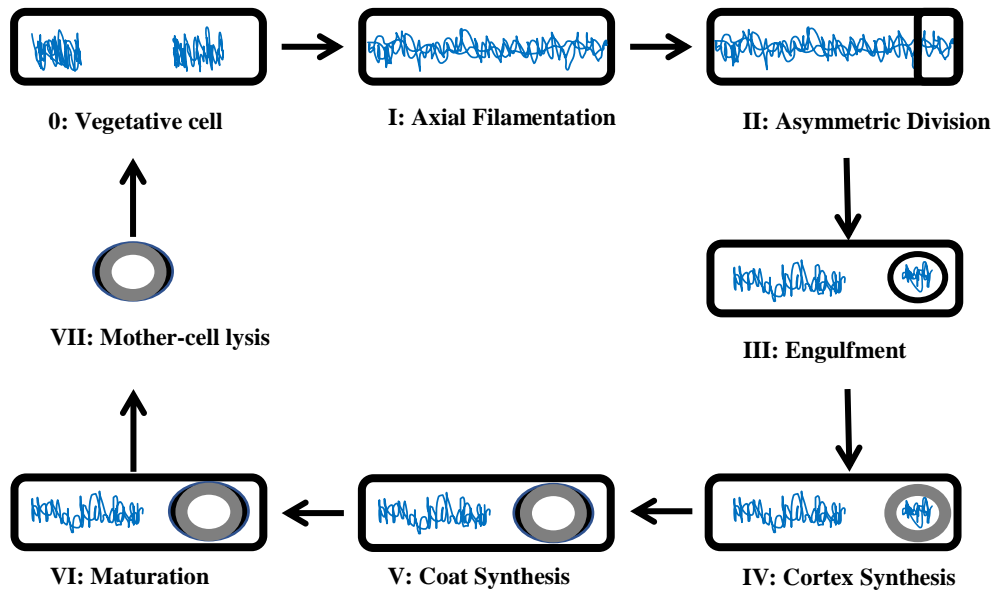 0: Vegetative cell
I: Axial Filamentation
II: Asymmetric Division
VII: Mother-cell lysis
III: Engulfment
VI: Maturation
V: Coat Synthesis
IV: Cortex Synthesis